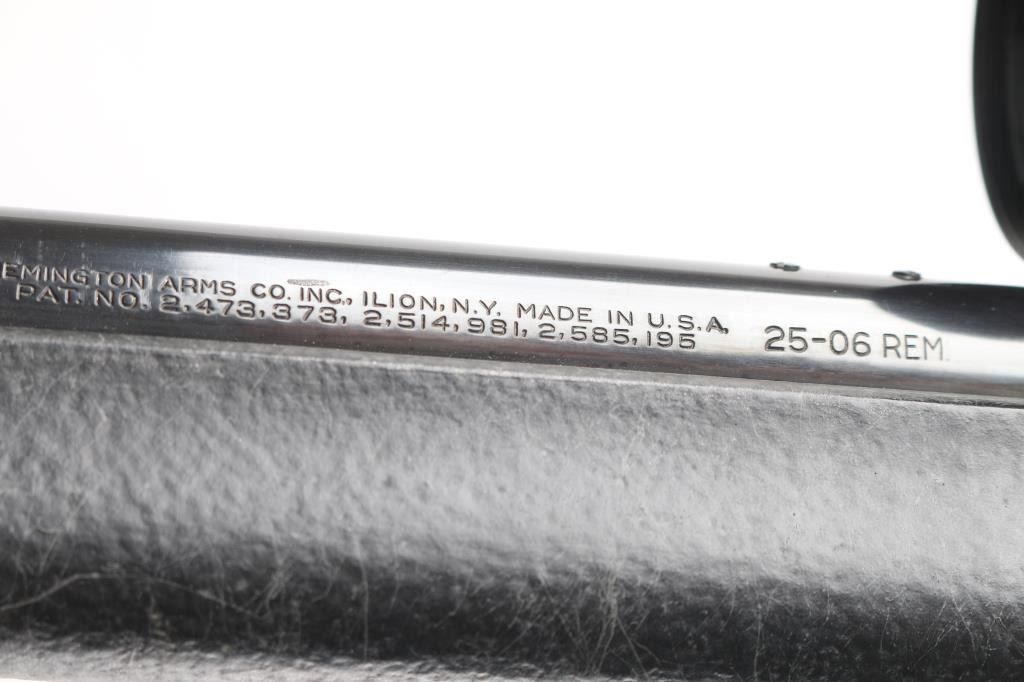 EMINGTON ARMS CO. INC., ILION, N.Y. MADE IN U.S.A.
PAT. NO. 2,473,373, 2,514,981, 2,585,195
25-06 REM.